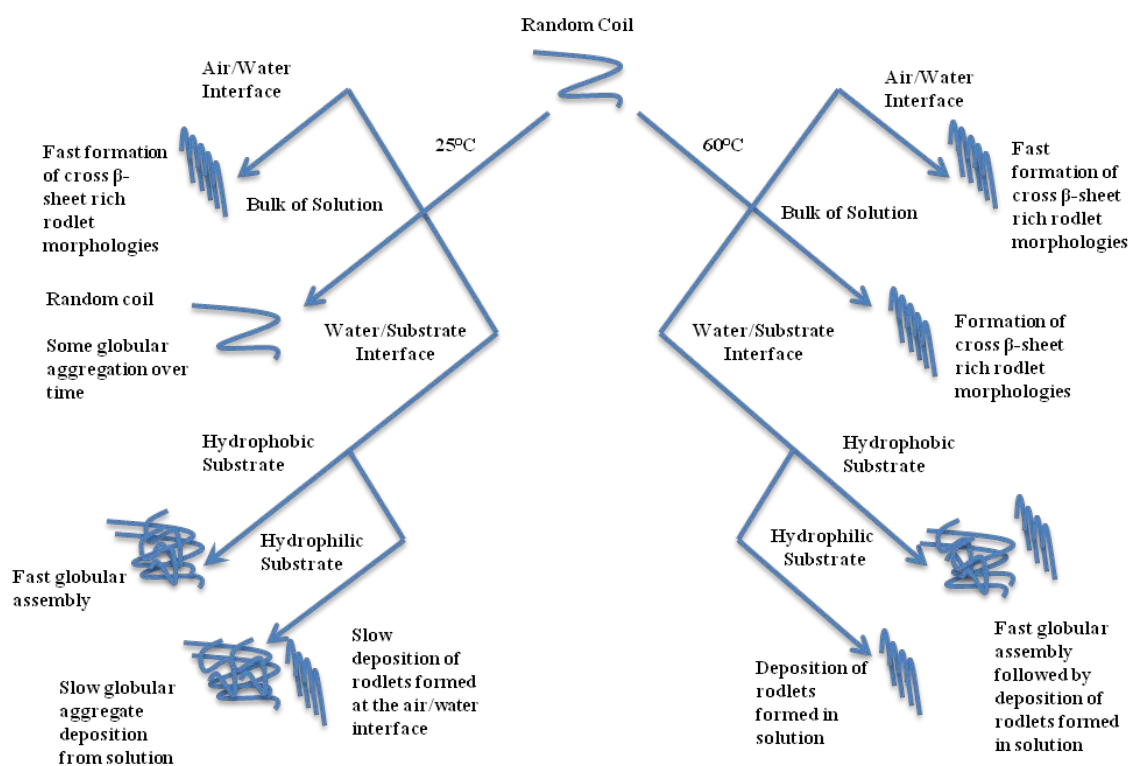 Random Coil
Air/Water
Interface
Air/Water
Interface
25°C
60°C
Fast formation
of cross β-
sheet rich
rodlet
morphologies
Bulk of Solution
Bulk of Solution
Fast
formation of
cross β-sheet
rich rodlet
morphologies
Random coil
Some globular
aggregation over
time
Water/Substrate
Interface
Water/Substrate
Interface
Formation of
cross β-sheet
rich rodlet
morphologies
Hydrophobic
Substrate
Hydrophobic
Substrate
Hydrophilic
Substrate
Hydrophilic
Substrate
Fast globular
assembly
Slow globular
aggregate
deposition
from solution
Slow
deposition of
rodlets formed
at the air/water
interface
Deposition of
rodlets
formed in
solution
Fast globular
assembly
followed by
deposition of
rodlets formed
in solution